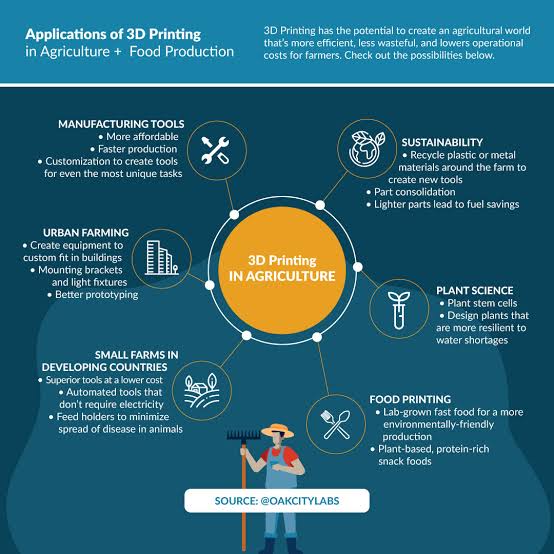 Applications of 3D Printing
in Agriculture + Food Production
3D Printing has the potential to create an agricultural world
that's more efficient, less wasteful, and lowers operational
costs for farmers. Check out the possibilities below.
MANUFACTURING TOOLS
• More affordable
• Faster production
• Customization to create tools
for even the most unique tasks
SUSTAINABILITY
• Recycle plastic or metal
materials around the farm to
create new tools
• Part consolidation
• Lighter parts lead to fuel savings
URBAN FARMING
• Create equipment to
custom fit in buildings
• Mounting brackets
and light fixtures
• Better prototyping
3D Printing
IN AGRICULTURE
PLANT SCIENCE
• Plant stem cells
• Design plants that
are more resilient to
water shortages
SMALL FARMS IN
DEVELOPING COUNTRIES
• Superior tools at a lower cost
• Automated tools that
don't require electricity
• Feed holders to minimize
spread of disease in animals
FOOD PRINTING
• Lab-grown fast food for a more
environmentally-friendly
production
• Plant-based, protein-rich
snack foods
SOURCE: @OAKCITYLABS